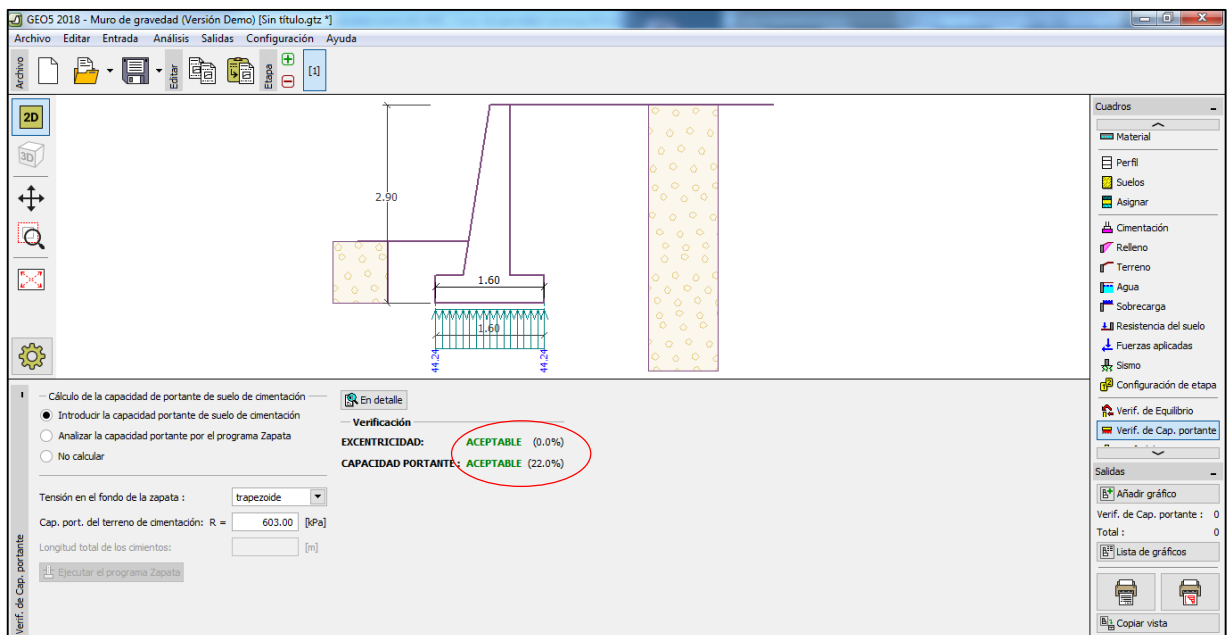 GEO5 2018 - Muro de gravedad (Versión Demo) [Sin título.gtz *]
Archivo Editar Entrada Análisis Salidas Configuración Ayuda
Archivo
Editar
Etapa
[1]
2D
3D
2.90
1.60
1.60
44.24
44.24
Cuadros
Material
Perfil
Suelos
Asignar
Cimentación
Relleno
Terreno
Agua
Sobrecarga
Resistencia del suelo
Fuerzas aplicadas
Sismo
Configuración de etapa
Verif. de Equilibrio
Verif. de Cap. portante
Salidas
Añadir gráfico
Verif. de Cap. portante : 0
Total : 0
Lista de gráficos
Copiar vista
Verif. de Cap. portante
Cálculo de la capacidad de portante de suelo de cimentación
Introducir la capacidad portante de suelo de cimentación
Analizar la capacidad portante por el programa Zapata
No calcular
Tensión en el fondo de la zapata : trapezoide
Cap. port. del terreno de cimentación: R = 603.00 [kPa]
Longitud total de los cimientos: [m]
Ejecutar el programa Zapata
En detalle
Verificación
EXCENTRICIDAD: ACEPTABLE (0.0%)
CAPACIDAD PORTANTE : ACEPTABLE (22.0%)